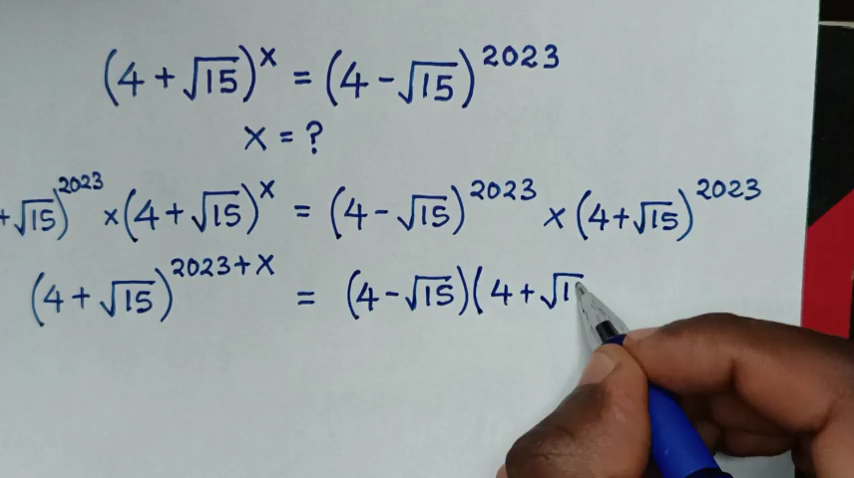 (4 + √15)^x = (4 - √15)^2023
x = ?
+ √15)^2023 × (4 + √15)^x = (4 - √15)^2023 × (4 + √15)^2023
(4 + √15)^2023+x = (4 - √15)(4 + √1